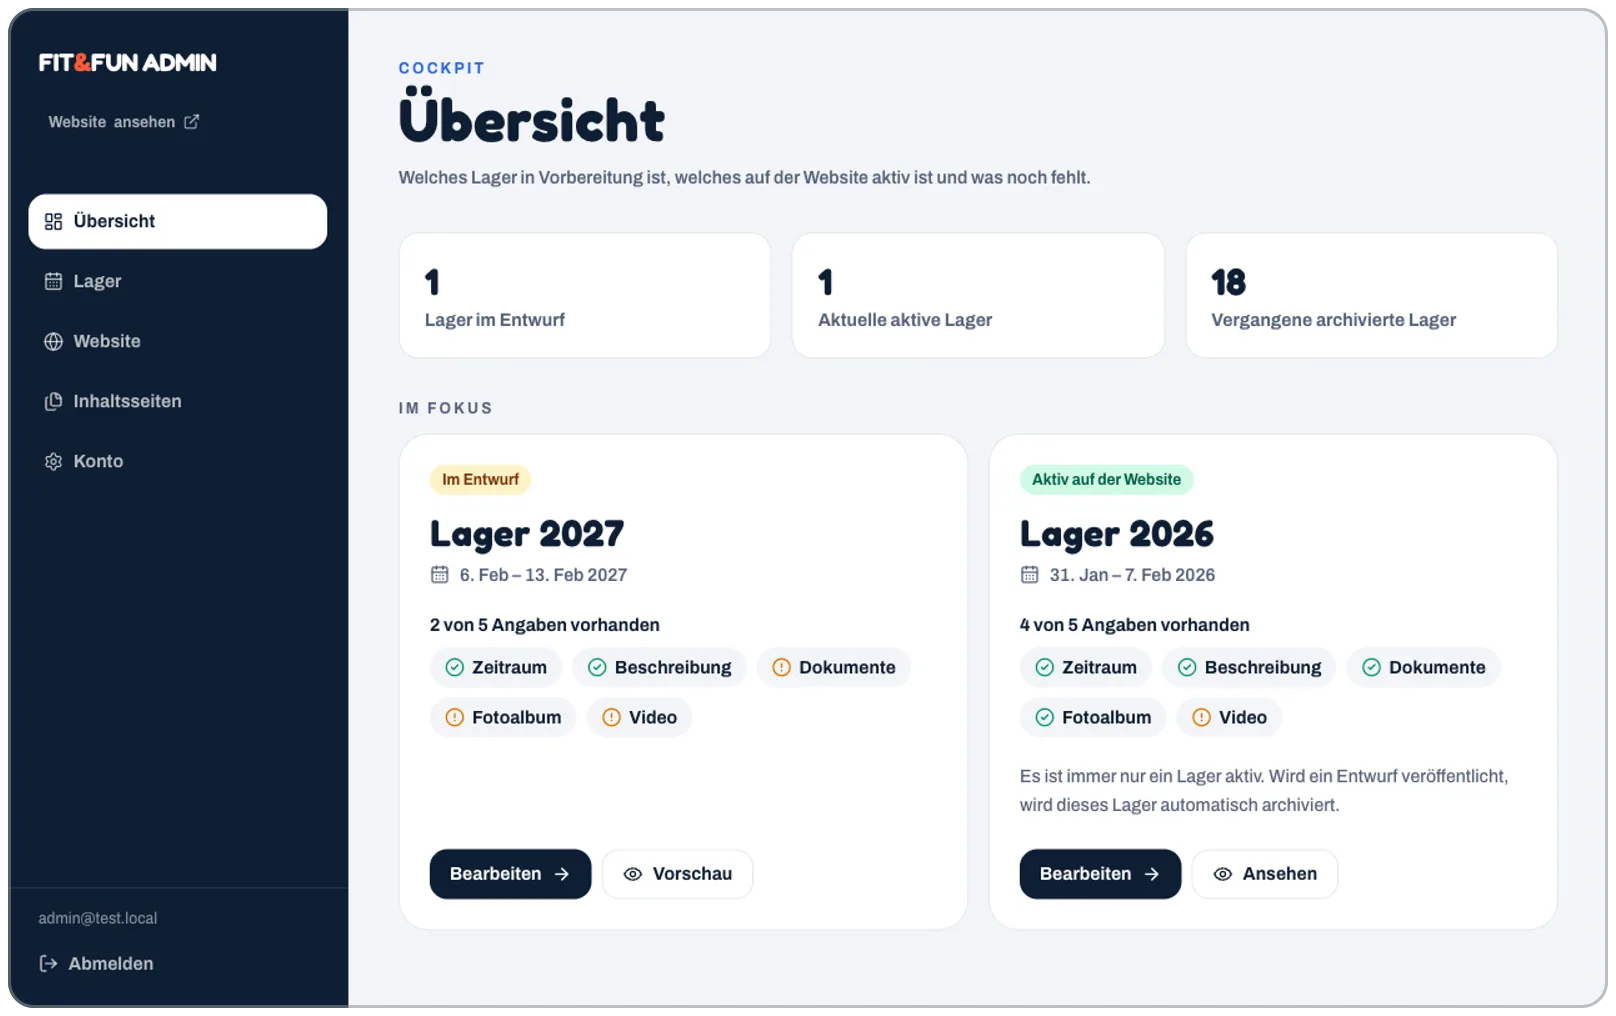 FIT&FUN ADMIN
Website ansehen
Übersicht
Lager
Website
Inhaltsseiten
Konto
admin@test.local
Abmelden
COCKPIT
Übersicht
Welches Lager in Vorbereitung ist, welches auf der Website aktiv ist und was noch fehlt.
1
Lager im Entwurf
1
Aktuelle aktive Lager
18
Vergangene archivierte Lager
IM FOKUS
Im Entwurf
Lager 2027
6. Feb – 13. Feb 2027
2 von 5 Angaben vorhanden
Zeitraum Beschreibung Dokumente
Fotoalbum Video
Bearbeiten Vorschau
Aktiv auf der Website
Lager 2026
31. Jan – 7. Feb 2026
4 von 5 Angaben vorhanden
Zeitraum Beschreibung Dokumente
Fotoalbum Video
Es ist immer nur ein Lager aktiv. Wird ein Entwurf veröffentlicht,
wird dieses Lager automatisch archiviert.
Bearbeiten Ansehen